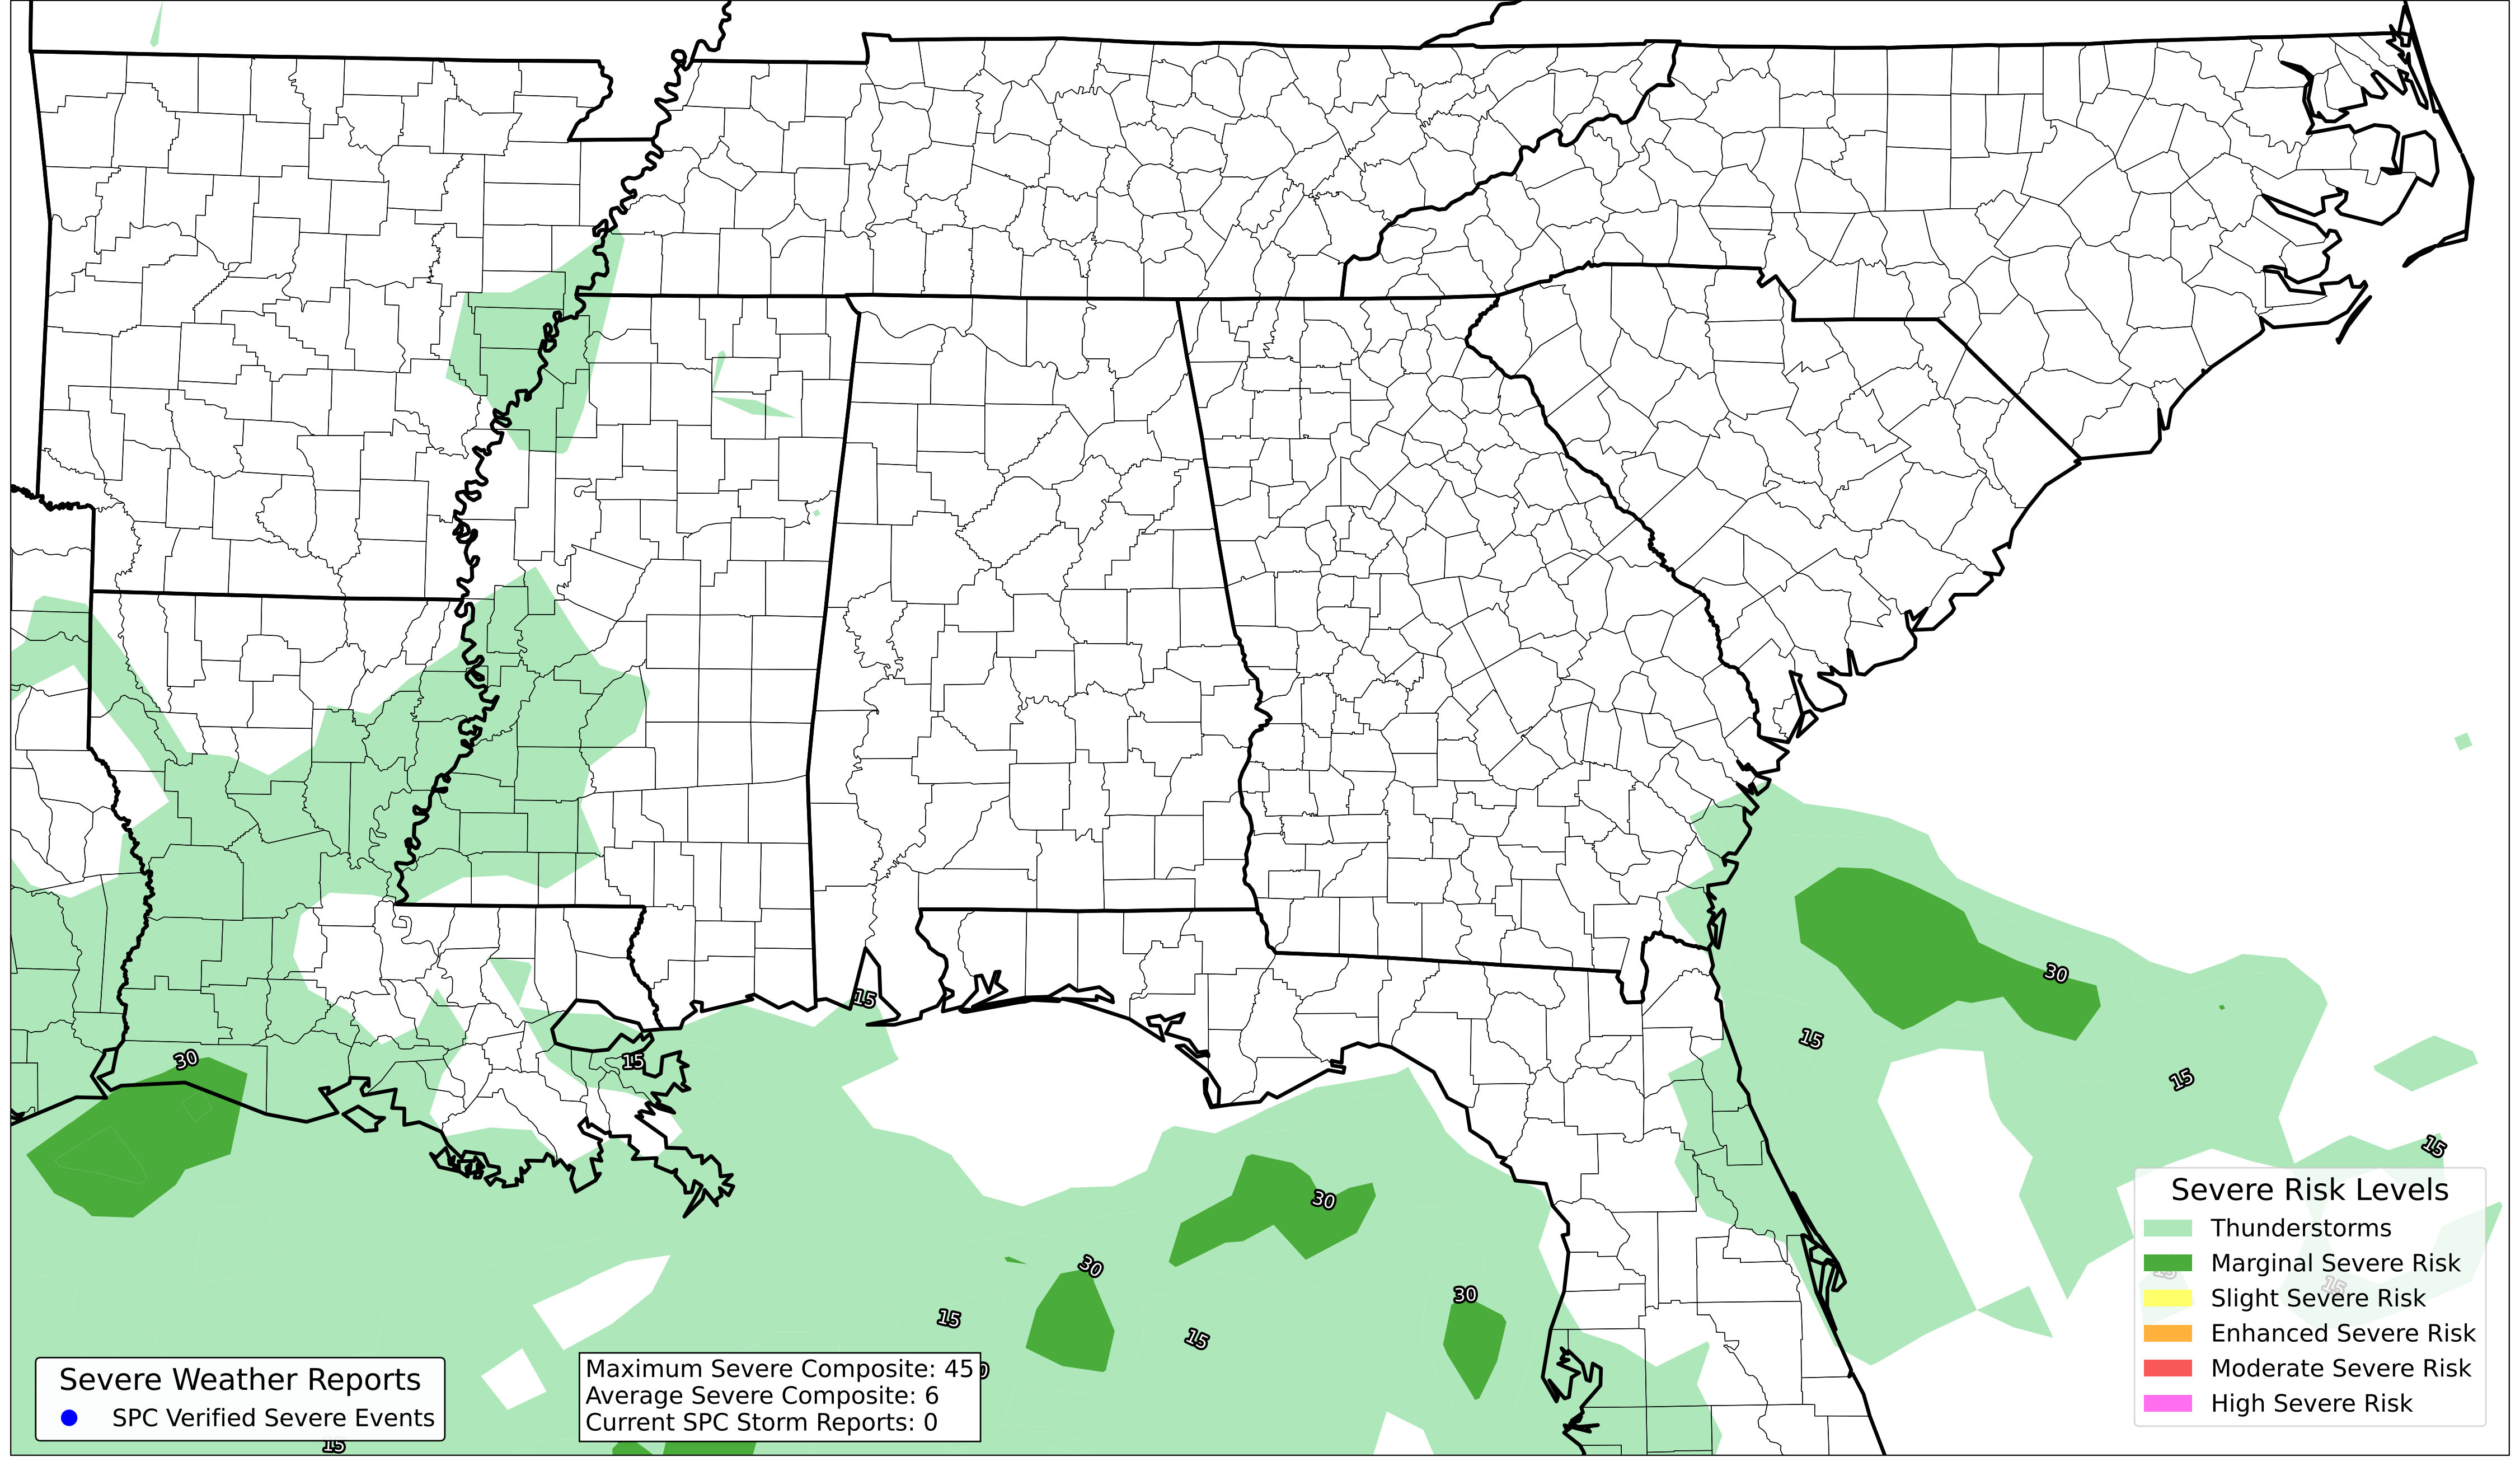 15
30
15
30
15
15
15
30
30
30
15
15
15
Severe Risk Levels
Thunderstorms
Marginal Severe Risk
Slight Severe Risk
Enhanced Severe Risk
Moderate Severe Risk
High Severe Risk
15
15
Severe Weather Reports
SPC Verified Severe Events
Maximum Severe Composite: 45
Average Severe Composite: 6
Current SPC Storm Reports: 0